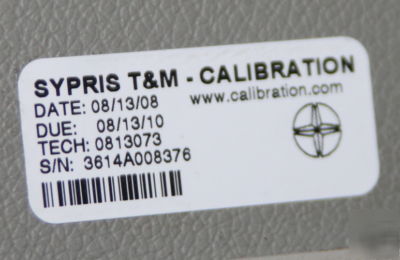 SYPRIS T&M - CALIBRATION
DATE: 08/13/08
www.calibration.com
DUE: 08/13/10
TECH: 0813073
S/N: 3614A008376